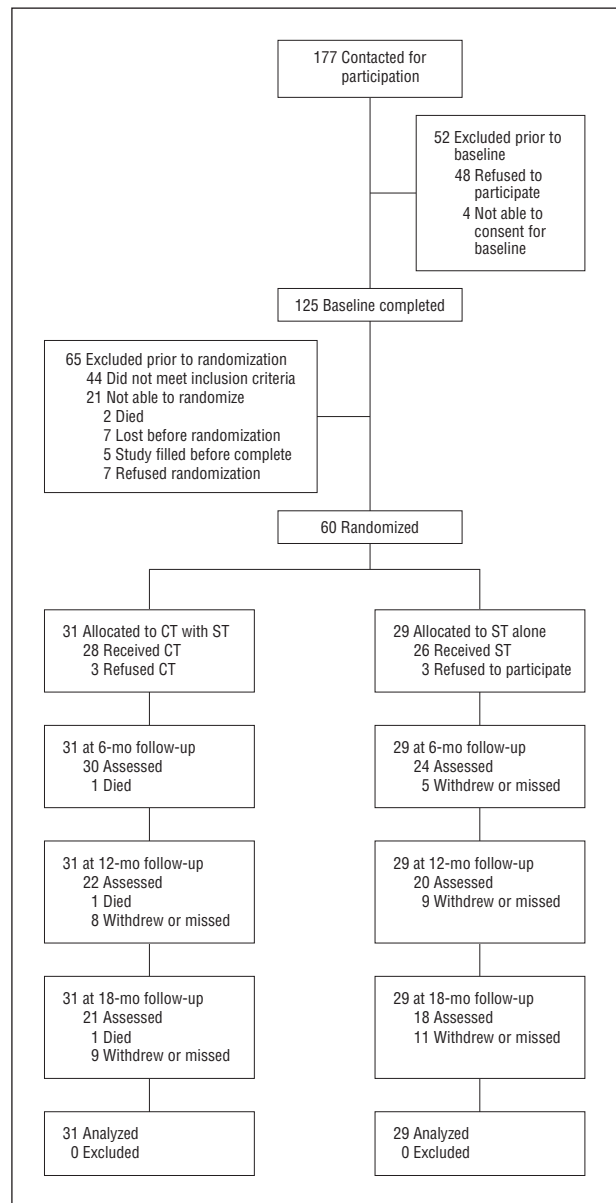 177 Contacted for
participation
52 Excluded prior to
baseline
48 Refused to
participate
4 Not able to
consent for
baseline
125 Baseline completed
65 Excluded prior to randomization
44 Did not meet inclusion criteria
21 Not able to randomize
2 Died
7 Lost before randomization
5 Study filled before complete
7 Refused randomization
60 Randomized
31 Allocated to CT with ST
28 Received CT
3 Refused CT
29 Allocated to ST alone
26 Received ST
3 Refused to participate
31 at 6-mo follow-up
30 Assessed
1 Died
29 at 6-mo follow-up
24 Assessed
5 Withdrew or missed
31 at 12-mo follow-up
22 Assessed
1 Died
8 Withdrew or missed
29 at 12-mo follow-up
20 Assessed
9 Withdrew or missed
31 at 18-mo follow-up
21 Assessed
1 Died
9 Withdrew or missed
29 at 18-mo follow-up
18 Assessed
11 Withdrew or missed
31 Analyzed
0 Excluded
29 Analyzed
0 Excluded